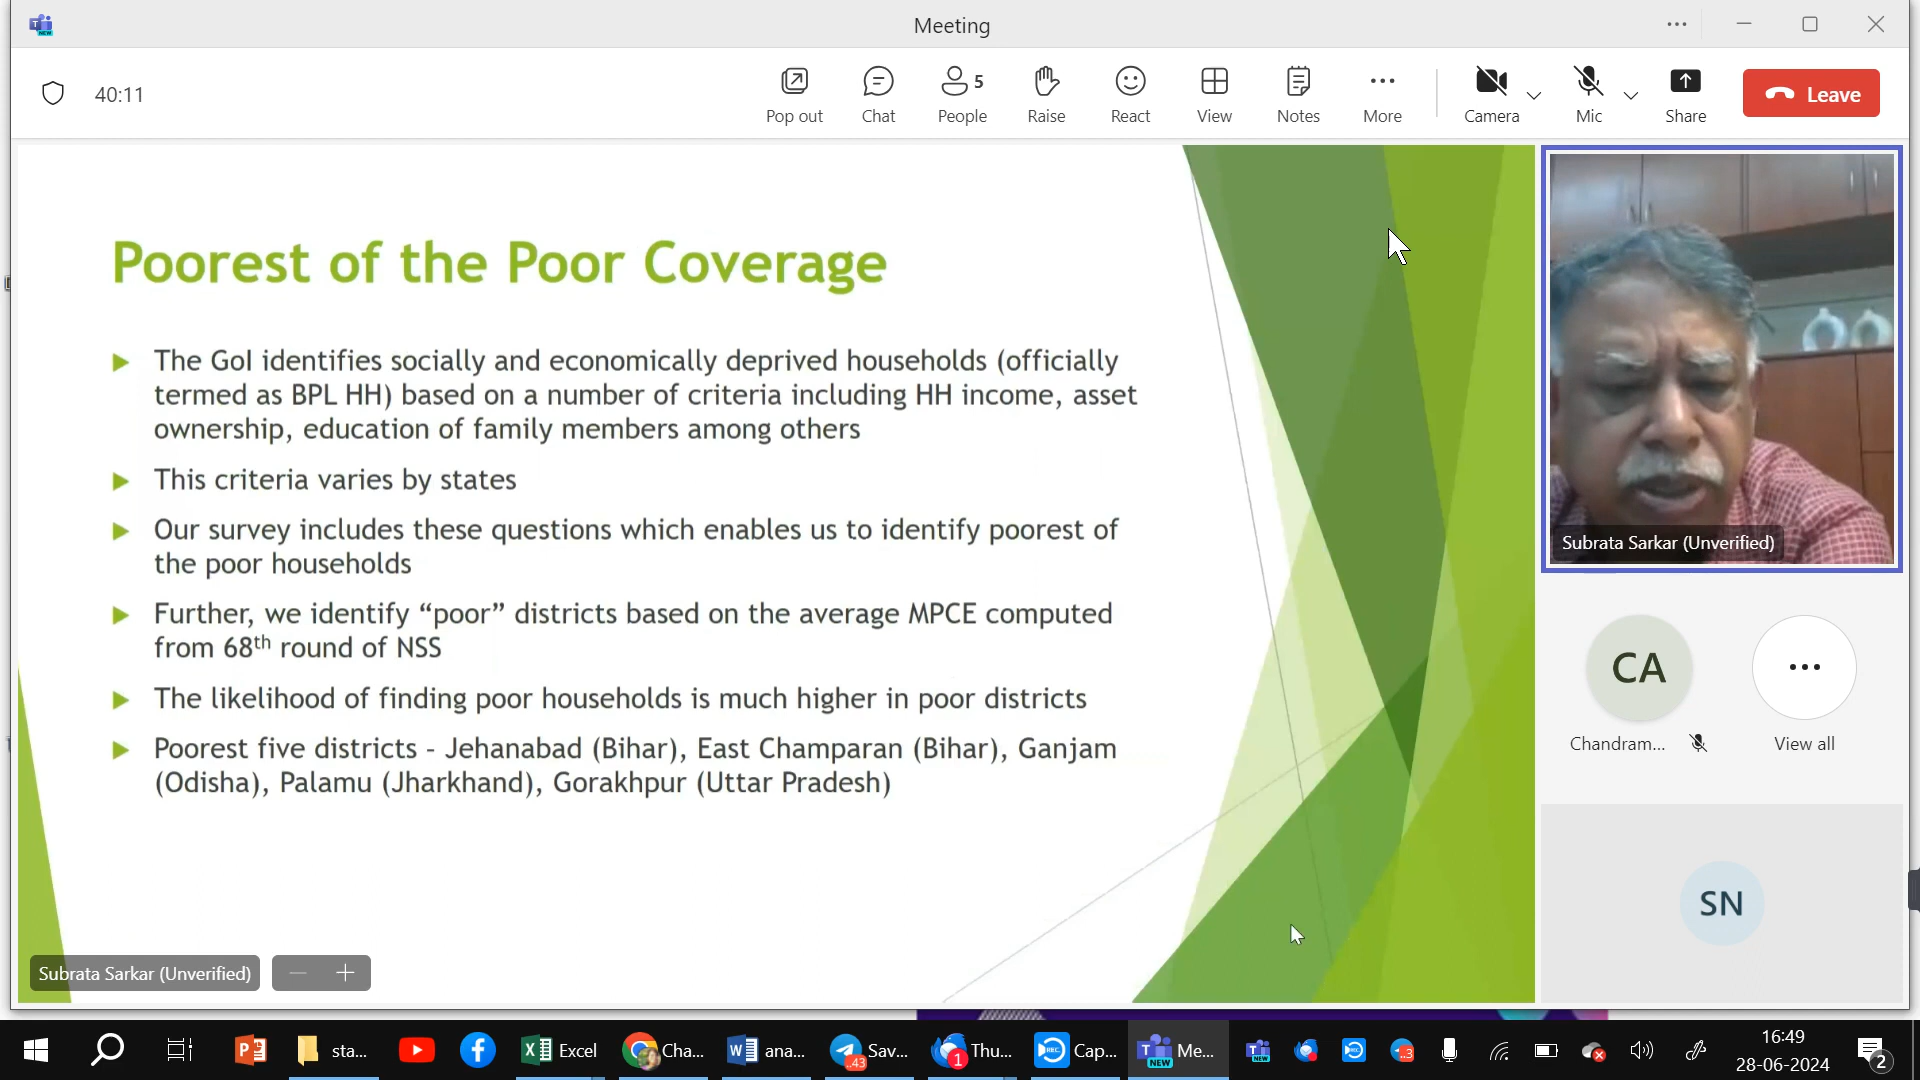 Meeting
40:11
Pop out
Chat
5
People
Raise
React
View
Notes
More
Camera
Mic
Share
Leave
Poorest of the Poor Coverage
The GoI identifies socially and economically deprived households (officially
termed as BPL HH) based on a number of criteria including HH income, asset
ownership, education of family members among others
This criteria varies by states
Our survey includes these questions which enables us to identify poorest of
the poor households
Further, we identify “poor” districts based on the average MPCE computed
from 68th round of NSS
The likelihood of finding poor households is much higher in poor districts
Poorest five districts - Jehanabad (Bihar), East Champaran (Bihar), Ganjam
(Odisha), Palamu (Jharkhand), Gorakhpur (Uttar Pradesh)
Subrata Sarkar (Unverified)
Subrata Sarkar (Unverified)
CA
Chandram...
View all
SN
sta...
Excel
Cha...
ana...
Sav...
.43
Thu...
1
REC
Cap...
NEW
Me...
16:49
28-06-2024
2